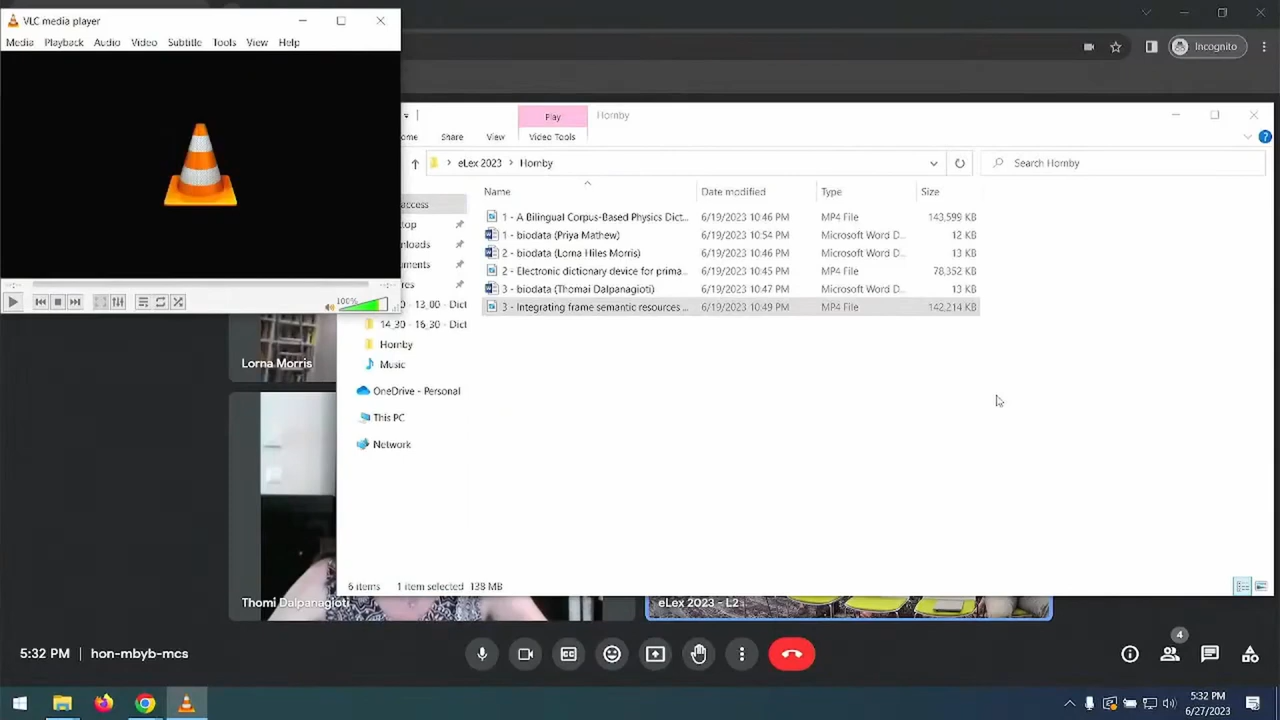 VLC media player
Media Playback Audio Video Subtitle Tools View Help
Incognito
Play Hornby
Share View Video Tools
eLex 2023 Hornby
Search Hornby
Name Date modified Type Size
access
1 - A Bilingual Corpus-Based Physics Dict... 6/19/2023 10:46 PM MP4 File 143,599 KB
1 - biodata (Priya Mathew) 6/19/2023 10:54 PM Microsoft Word D... 12 KB
2 - biodata (Lorna Hiles Morris) 6/19/2023 10:46 PM Microsoft Word D... 13 KB
2 - Electronic dictionary device for prima... 6/19/2023 10:45 PM MP4 File 78,352 KB
3 - biodata (Thomai Dalpanagioti) 6/19/2023 10:47 PM Microsoft Word D... 13 KB
3 - Integrating frame semantic resources ... 6/19/2023 10:49 PM MP4 File 142,214 KB
100%
13,00 - Dict
14,30 - 16,30 - Dict
Hornby
Music
OneDrive - Personal
This PC
Network
Lorna Morris
6 items 1 item selected 138 MB
Thomi Dalpanagioti
eLex 2023 - L2
5:32 PM | hon-mbyb-mcs
4
5:32 PM
6/27/2023